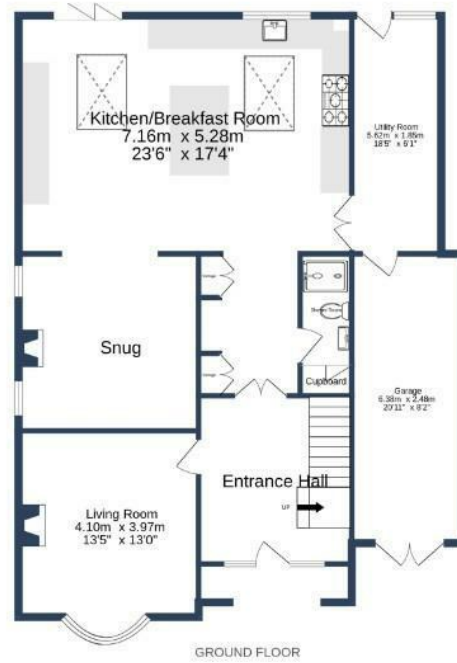 Kitchen/Breakfast Room
7.16m x 5.28m
23'6" x 17'4"
Utility Room
5.62m x 1.85m
18'5" x 6'1"
Snug
Shower Room
Cupboard
Garage
6.38m x 2.48m
20'11" x 8'2"
Living Room
4.10m x 3.97m
13'5" x 13'0"
Entrance Hall
UP
GROUND FLOOR